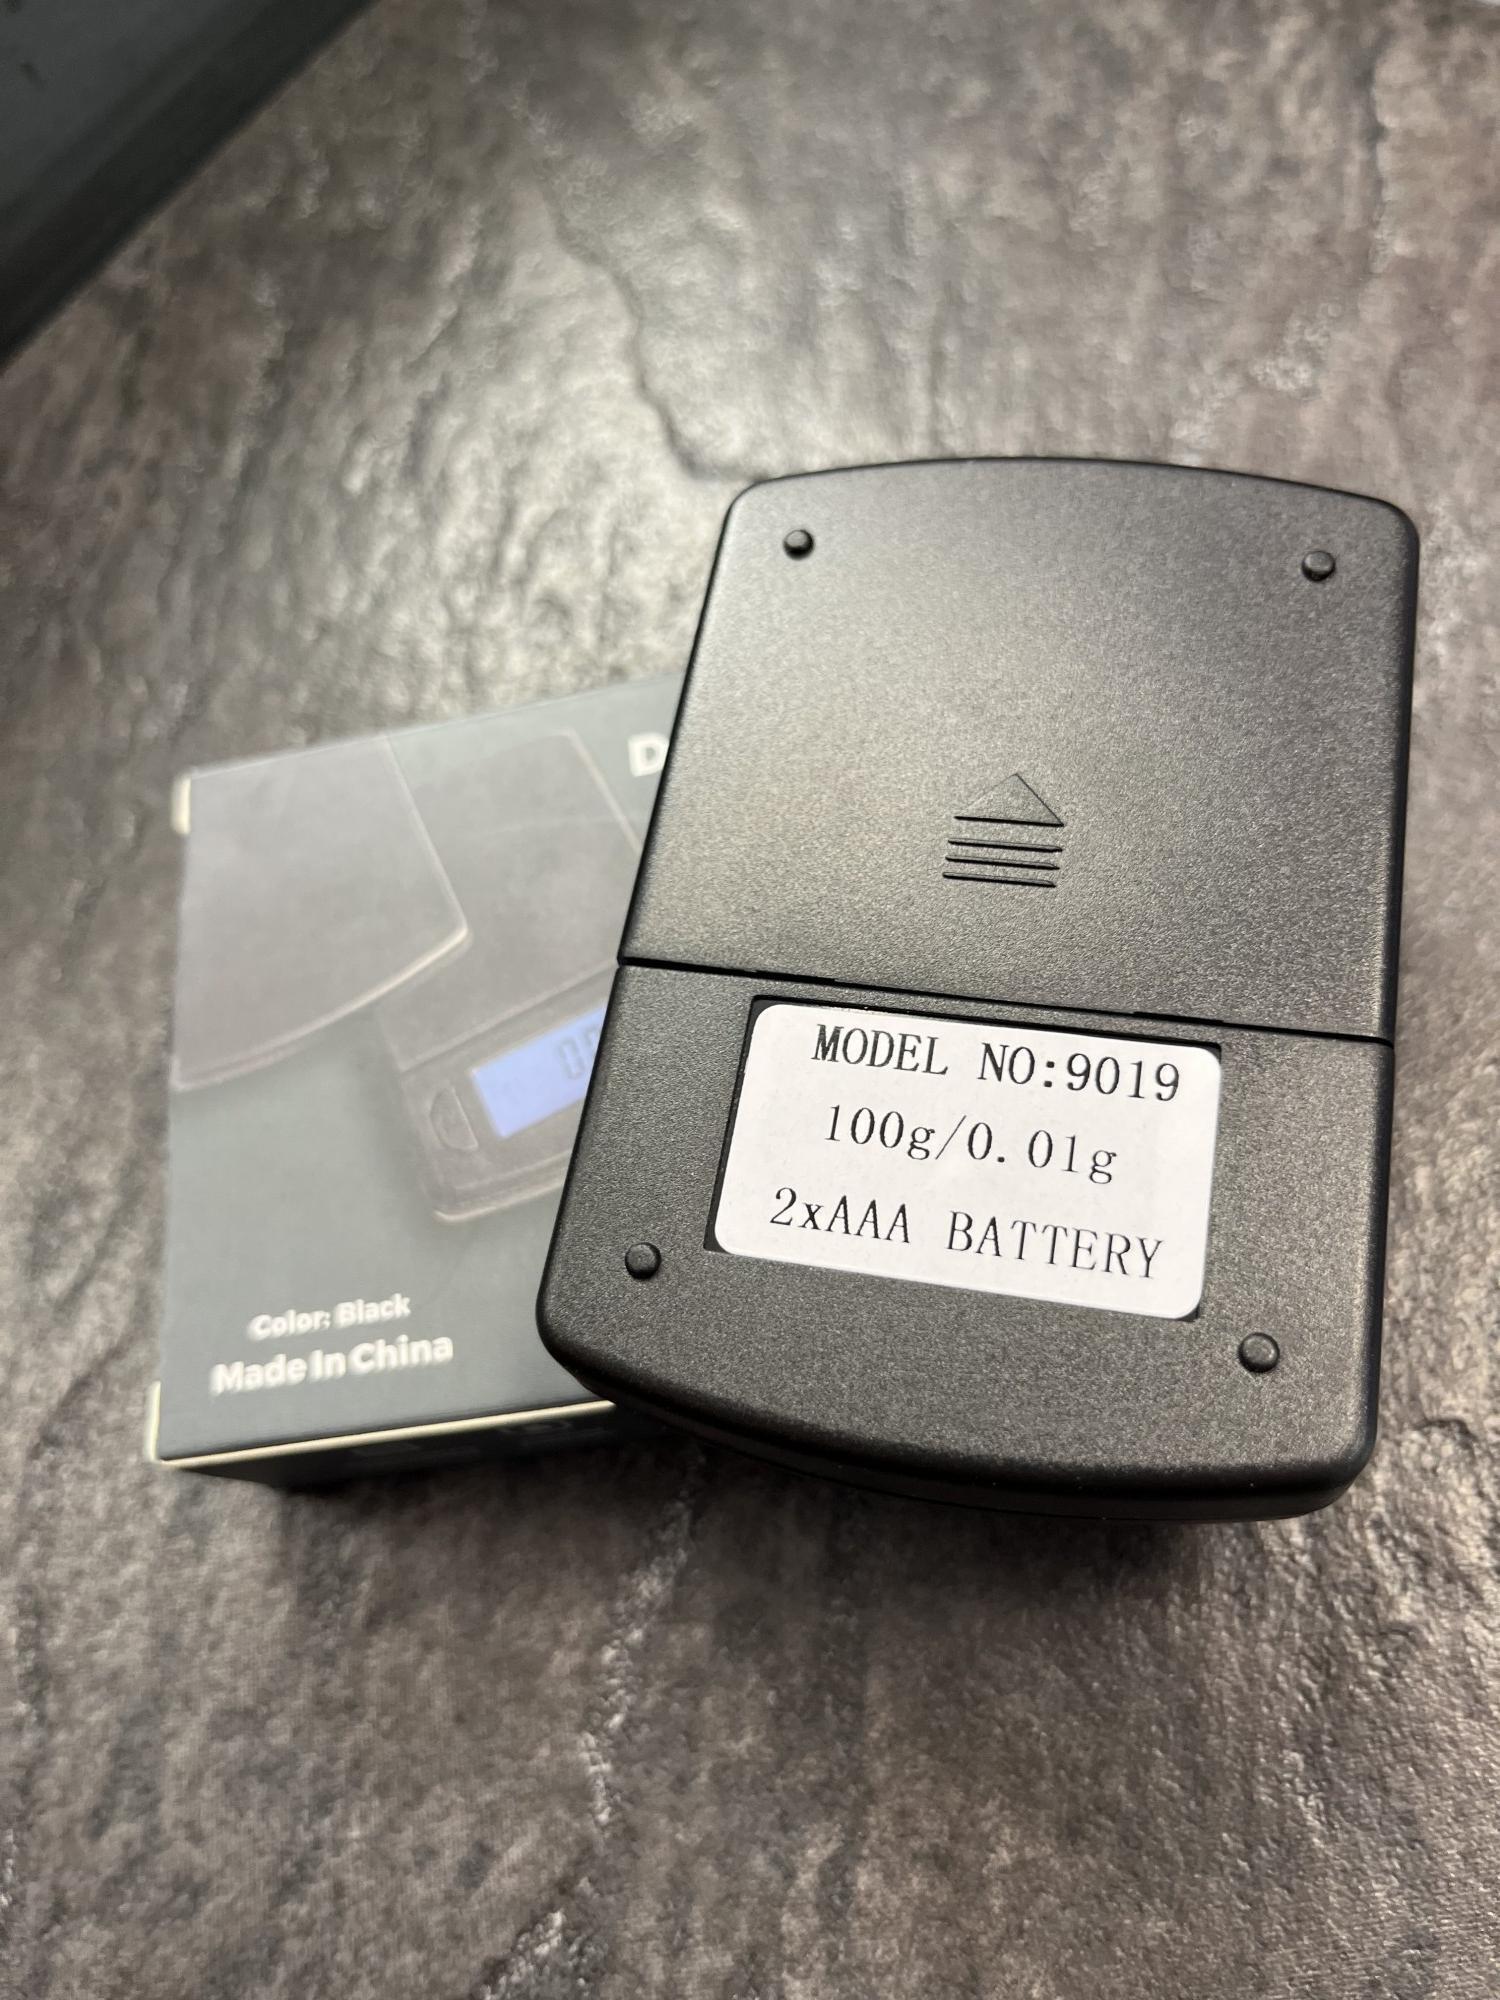 MODEL NO:9019
100g/0.01g
2xAAA BATTERY
Color: Black
Made In China